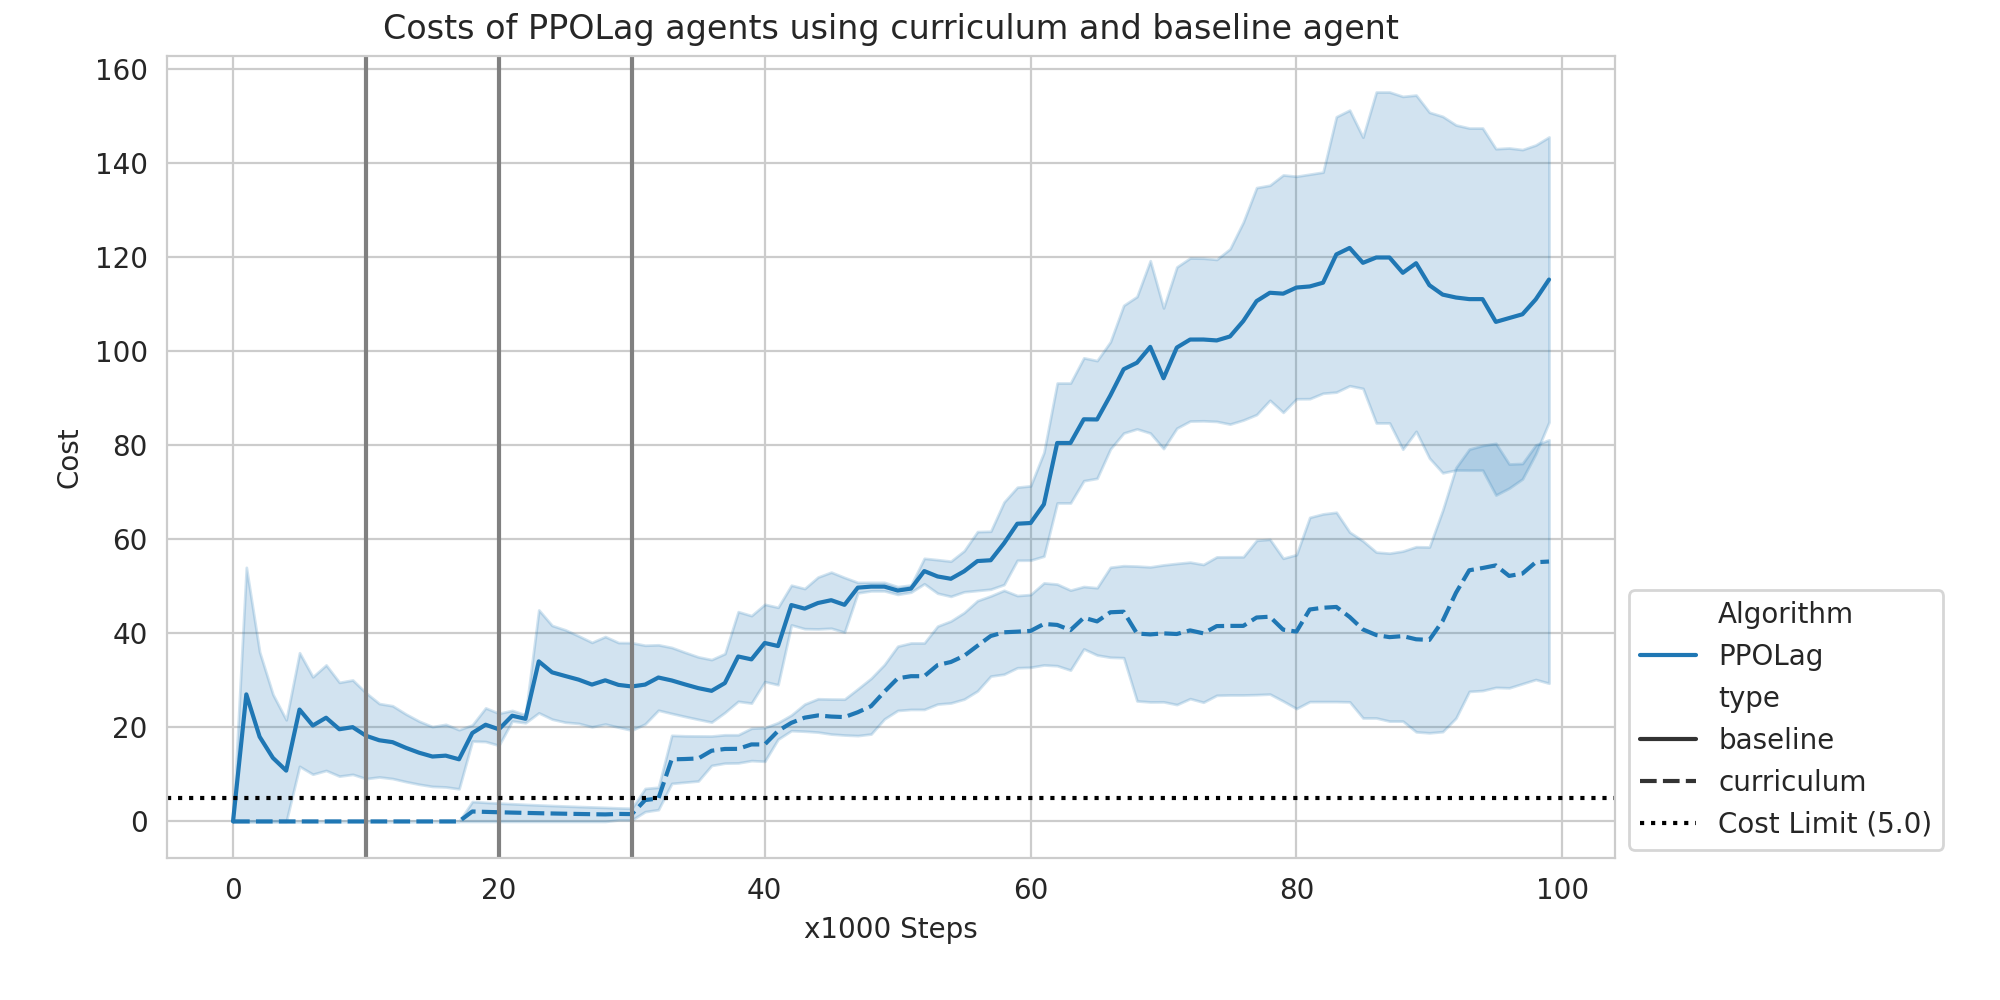 Costs of PPOLag agents using curriculum and baseline agent
160
140
120
100
80
60
40
20
0
Cost
0 20 40 60 80 100
x1000 Steps
Algorithm
PPOLag
type
baseline
curriculum
Cost Limit (5.0)